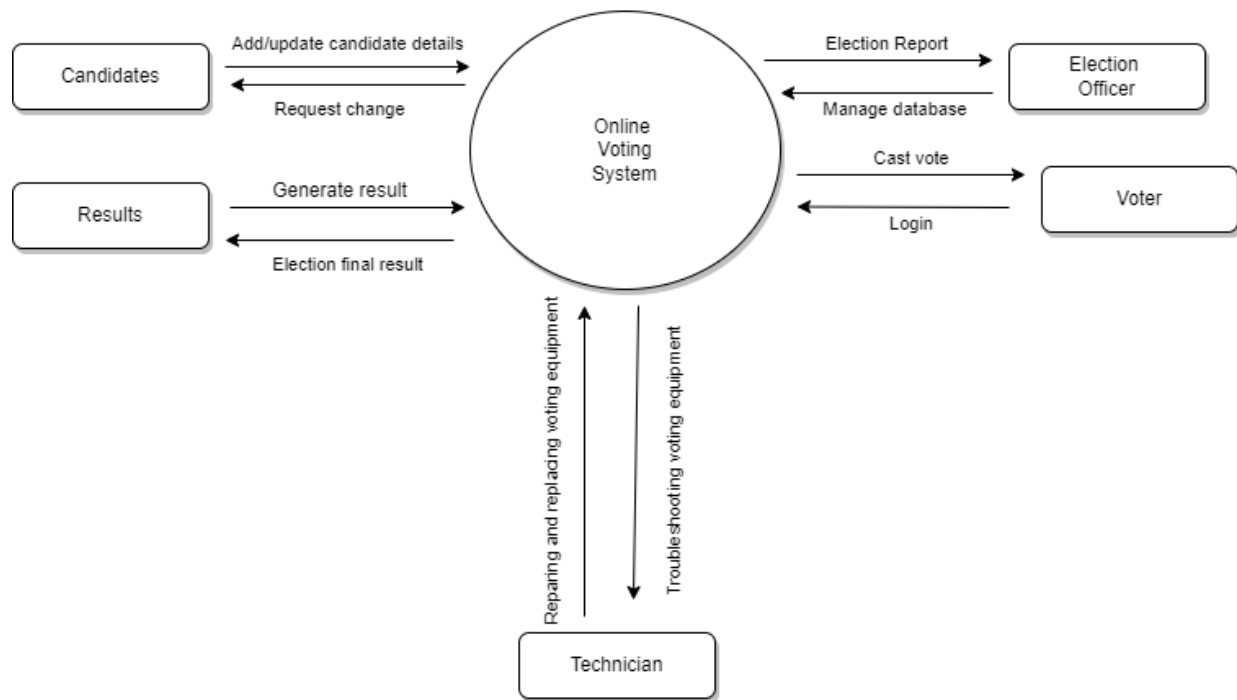 Add/update candidate details
Candidates
Request change
Generate result
Results
Election final result
Online
Voting
System
Election Report
Election
Officer
Manage database
Cast vote
Voter
Login
Reparing and replacing voting equipment
Troubleshooting voting equipment
Technician